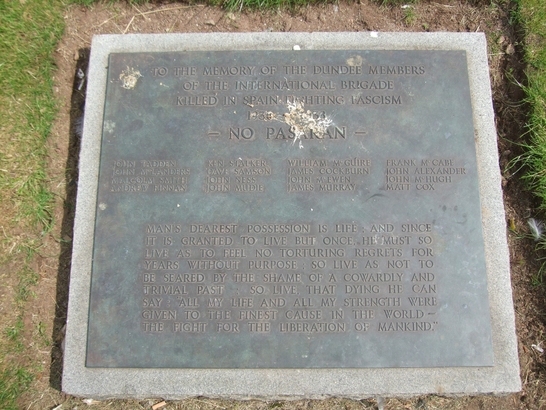 TO THE MEMORY OF THE DUNDEE MEMBERS
OF THE INTERNATIONAL BRIGADE
KILLED IN SPAIN FIGHTING FASCISM
– NO PASARAN –
WILLIAM McGUIRE FRANK McCABE
JAMES COCKBURN JOHN ALEXANDER
MALCOLM SMITH JOHN McHUGH
JOHN MUDIE JAMES MURRAY MATT COX
MAN'S DEAREST POSSESSION IS LIFE : AND SINCE
IT IS GRANTED TO LIVE BUT ONCE, HE MUST SO
LIVE AS TO FEEL NO TORTURING REGRETS FOR
YEARS WITHOUT PURPOSE : SO LIVE AS NOT TO
BE SEARED BY THE SHAME OF A COWARDLY AND
TRIVIAL PAST : SO LIVE THAT DYING HE CAN
SAY "ALL MY LIFE AND ALL MY STRENGTH WERE
GIVEN TO THE FINEST CAUSE IN THE WORLD –
THE FIGHT FOR THE LIBERATION OF MANKIND."